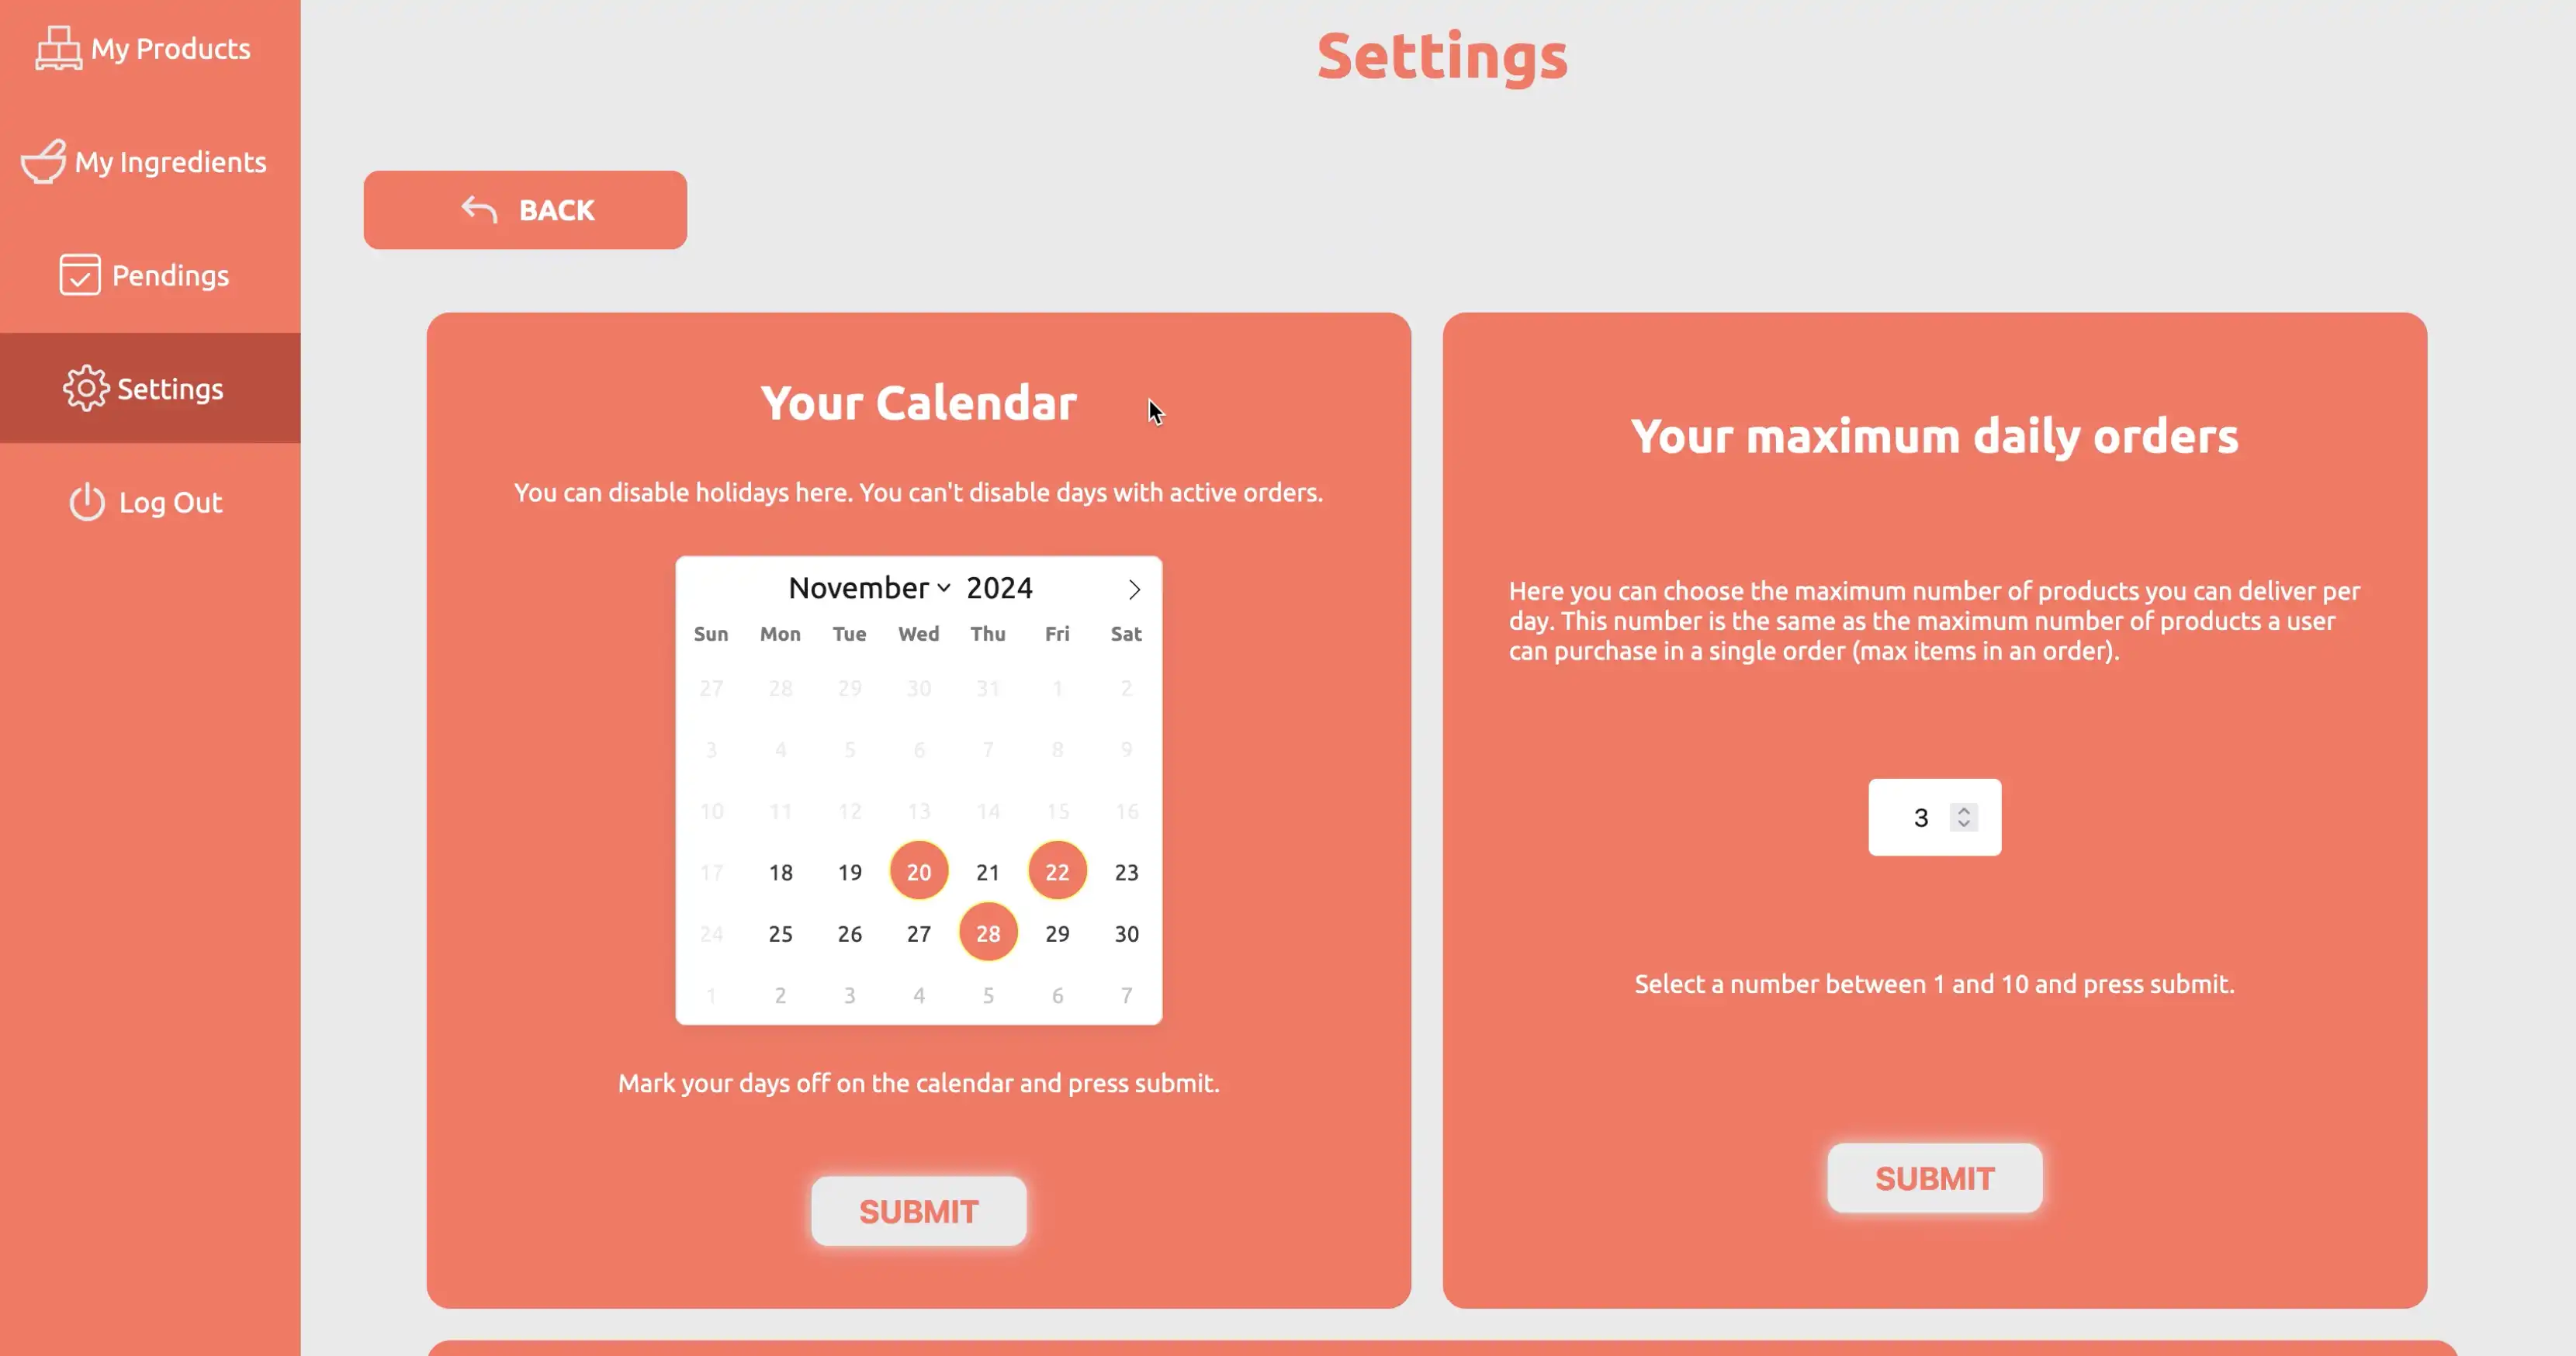 My Products
My Ingredients
Pendings
Settings
Log Out
Settings
BACK
Your Calendar
You can disable holidays here. You can't disable days with active orders.
November 2024
Sun Mon Tue Wed Thu Fri Sat
27 28 29 30 31 1 2
3 4 5 6 7 8 9
10 11 12 13 14 15 16
17 18 19 20 21 22 23
24 25 26 27 28 29 30
1 2 3 4 5 6 7
Mark your days off on the calendar and press submit.
SUBMIT
Your maximum daily orders
Here you can choose the maximum number of products you can deliver per
day. This number is the same as the maximum number of products a user
can purchase in a single order (max items in an order).
3
Select a number between 1 and 10 and press submit.
SUBMIT